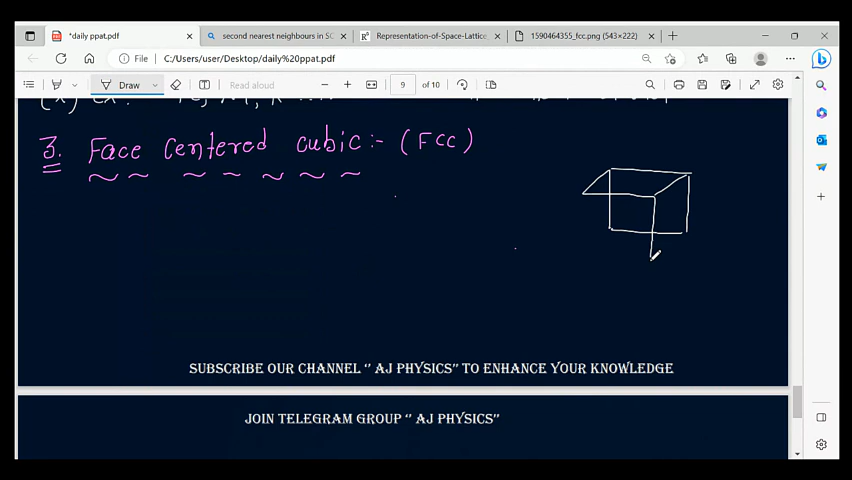 *daily ppat.pdf
second nearest neighbours in SC
Representation-of-Space-Lattice
1590464355_fcc.png (543×222)
File
C:/Users/user/Desktop/daily%20ppat.pdf
Draw
Read aloud
9 of 10
3. Face Centered cubic :- (FCC)
SUBSCRIBE OUR CHANNEL “ AJ PHYSICS” TO ENHANCE YOUR KNOWLEDGE
JOIN TELEGRAM GROUP “ AJ PHYSICS”